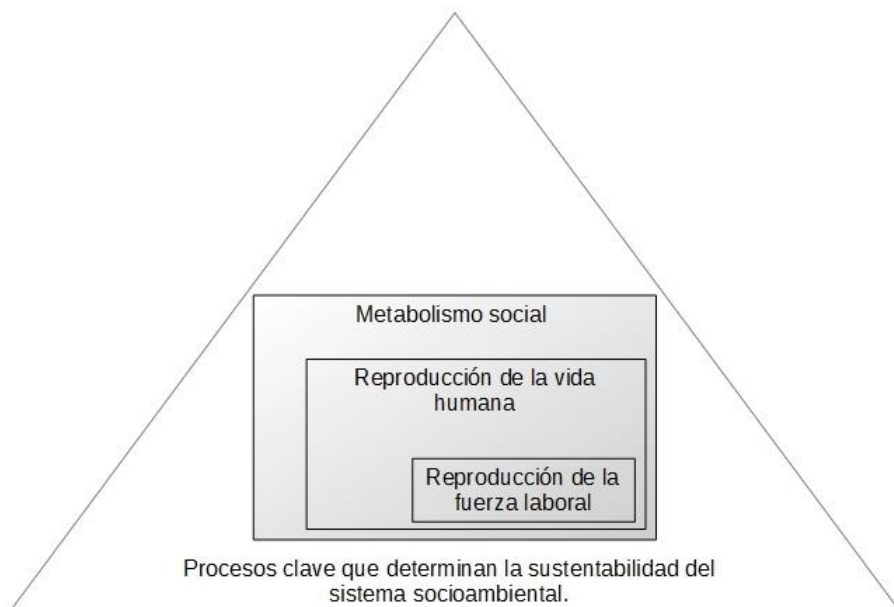 Metabolismo social
Reproducción de la vida
humana
Reproducción de la
fuerza laboral
Procesos clave que determinan la sustentabilidad del
sistema socioambiental.